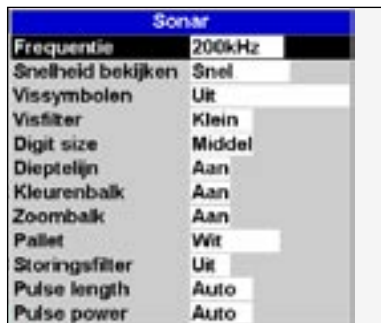 Sonar
Frequentie 200kHz
Snelheid bekijken Snel
Vissymbolen Uit
Visfilter Klein
Digit size Middel
Dieptelijn Aan
Kleurenbalk Aan
Zoombalk Aan
Pallet Wit
Storingsfilter Uit
Pulse length Auto
Pulse power Auto